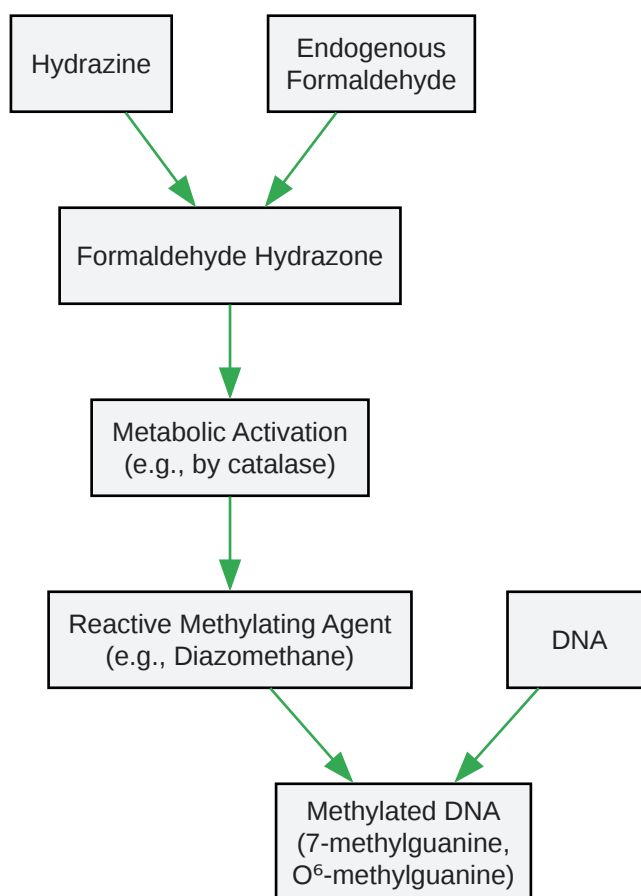 Hydrazine
Endogenous
Formaldehyde
Formaldehyde Hydrazone
Metabolic Activation
(e.g., by catalase)
Reactive Methylating Agent
(e.g., Diazomethane)
DNA
Methylated DNA
(7-methylguanine,
O⁶-methylguanine)